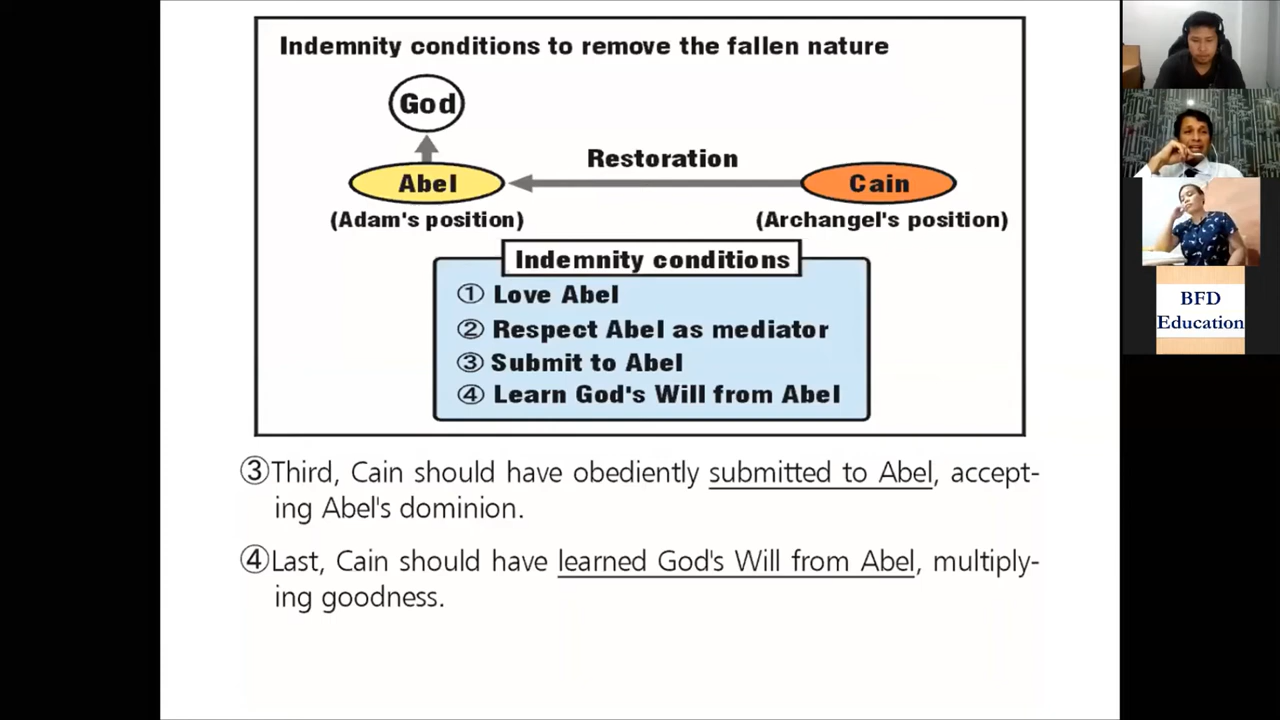 Indemnity conditions to remove the fallen nature
God
Restoration
Abel
Cain
(Adam's position)
(Archangel's position)
Indemnity conditions
① Love Abel
② Respect Abel as mediator
③ Submit to Abel
④ Learn God's Will from Abel
③Third, Cain should have obediently submitted to Abel, accept-
ing Abel's dominion.
④Last, Cain should have learned God's Will from Abel, multiply-
ing goodness.
BFD
Education